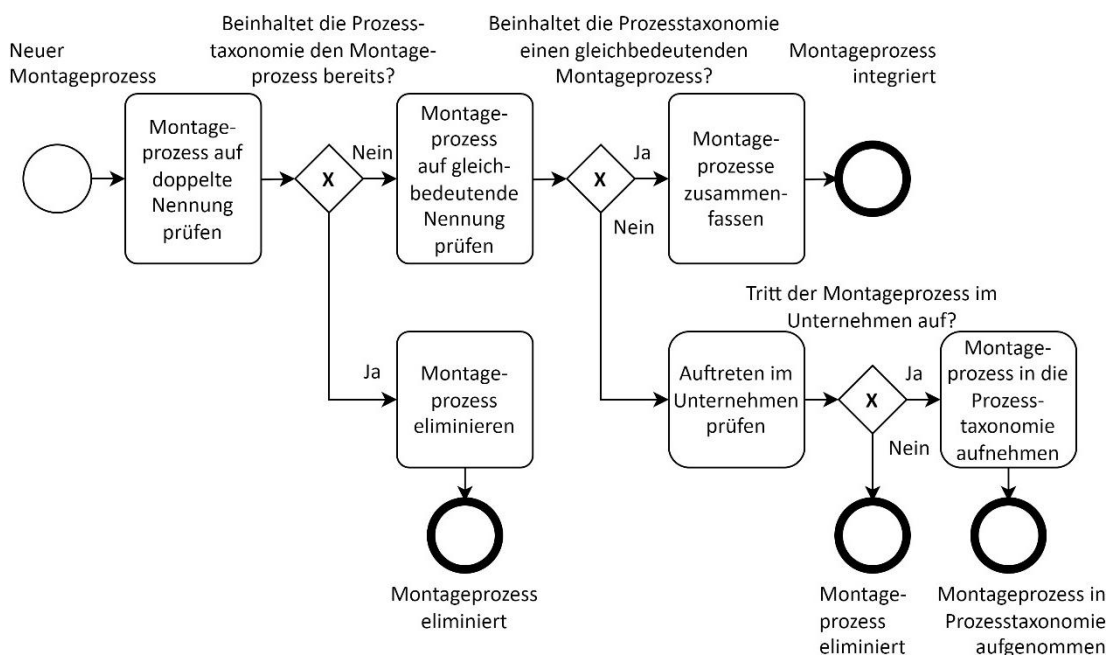 Neuer
Montageprozess
Beinhaltet die Prozess-
taxonomie den Montage-
prozess bereits?
Beinhaltet die Prozesstaxonomie
einen gleichbedeutenden
Montageprozess?
Montageprozess
integriert
Montage-
prozess auf
doppelte
Nennung
prüfen
X
Nein
Montage-
prozess
auf gleich-
bedeutende
Nennung
prüfen
X
Ja
Nein
Montage-
prozesse
zusammen-
fassen
Ja
Montage-
prozess
eliminieren
Montageprozess
eliminiert
Auftreten im
Unternehmen
prüfen
Tritt der Montageprozess im
Unternehmen auf?
X
Ja
Nein
Montage-
prozess in die
Prozess-
taxonomie
aufnehmen
Montage-
prozess
eliminiert
Montageprozess in
Prozesstaxonomie
aufgenommen